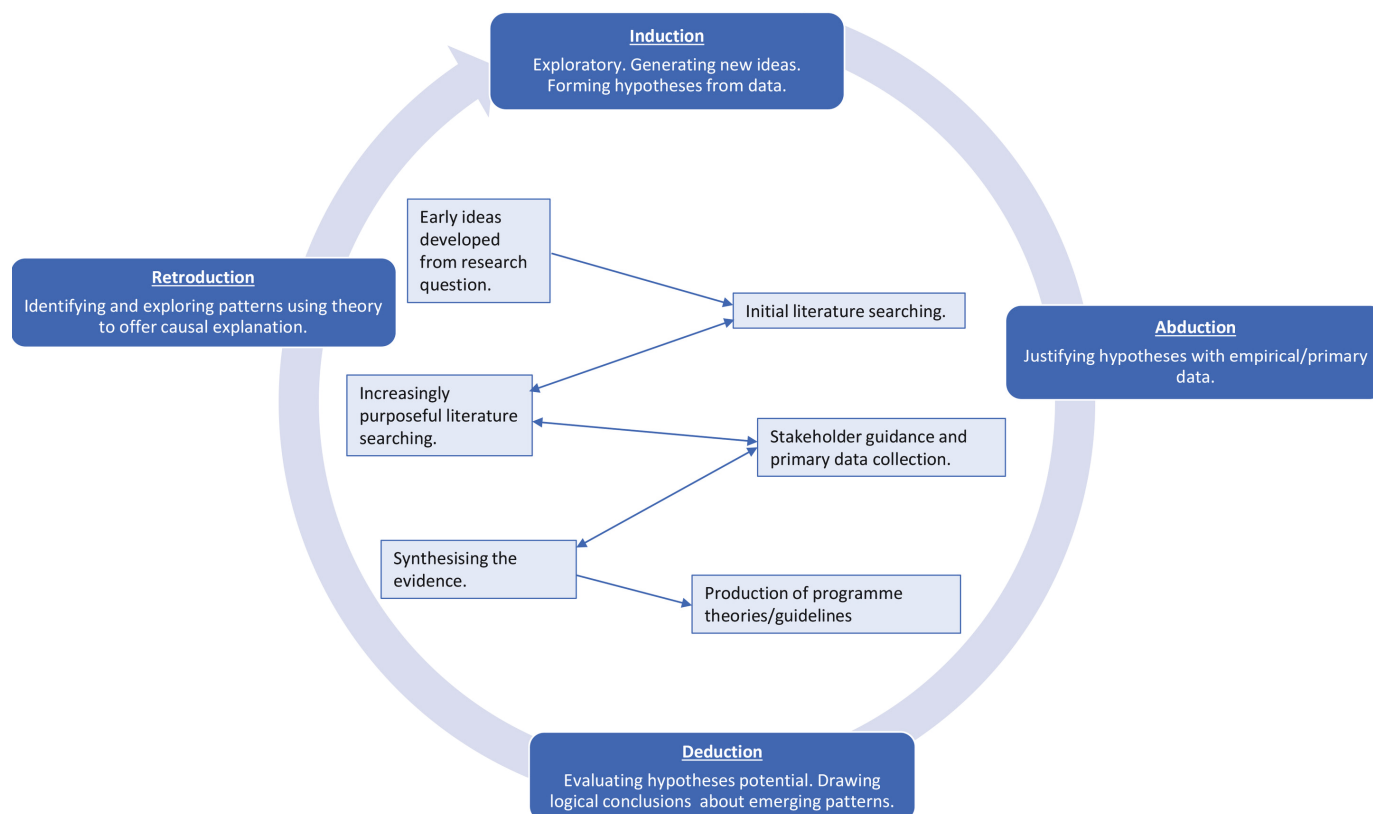 Induction
Exploratory. Generating new ideas.
Forming hypotheses from data.
Early ideas
developed
from research
question.
Retroduction
Identifying and exploring patterns using theory
to offer causal explanation.
Initial literature searching.
Abduction
Justifying hypotheses with empirical/primary
data.
Increasingly
purposeful literature
searching.
Stakeholder guidance and
primary data collection.
Synthesising the
evidence.
Production of programme
theories/guidelines
Deduction
Evaluating hypotheses potential. Drawing
logical conclusions about emerging patterns.